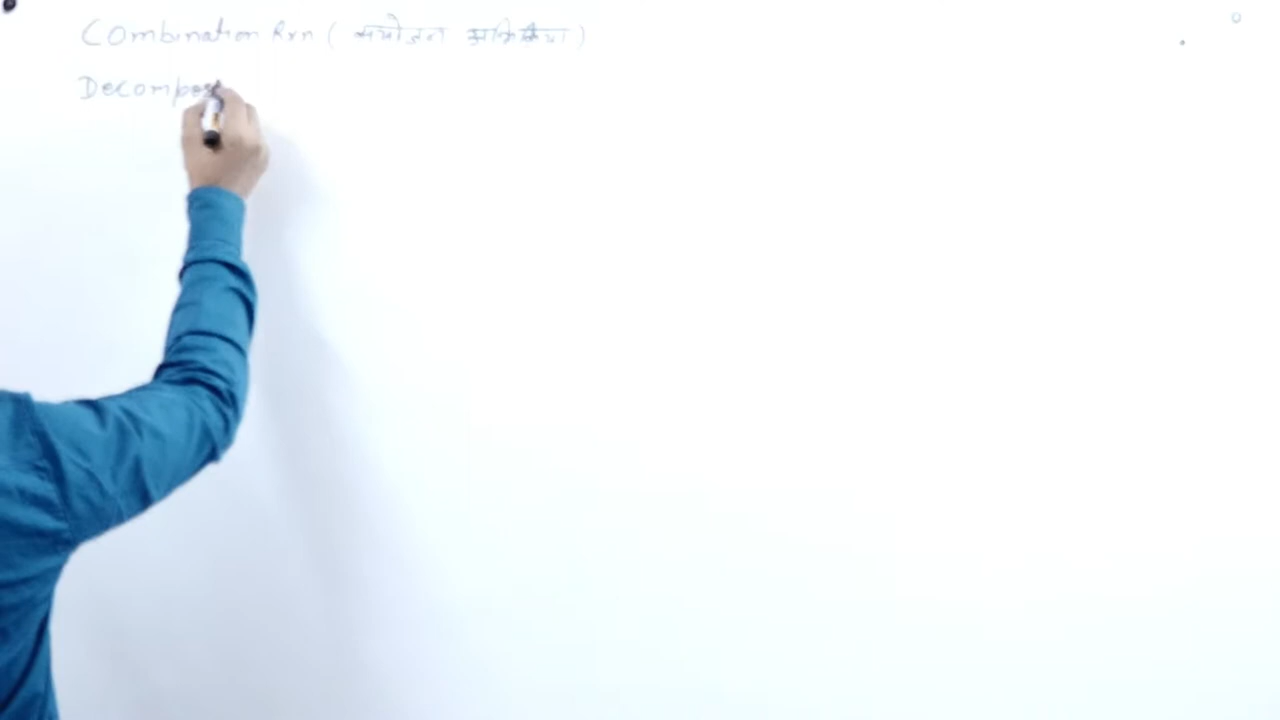 Combination Rxn ( संयोजन अभिक्रिया )
Decompos